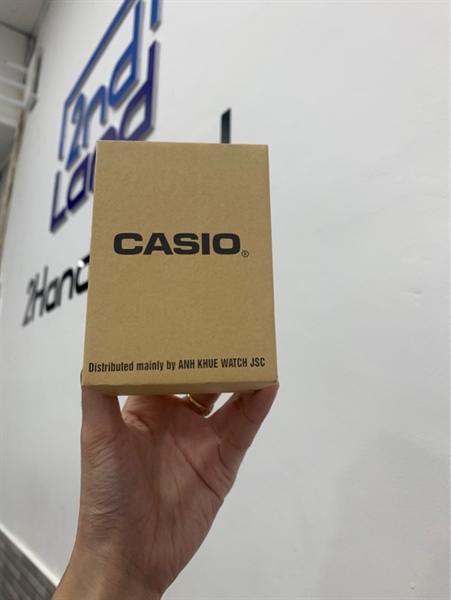 2nd
Land
2Hand
CASIO®
Distributed mainly by ANH KHUE WATCH JSC